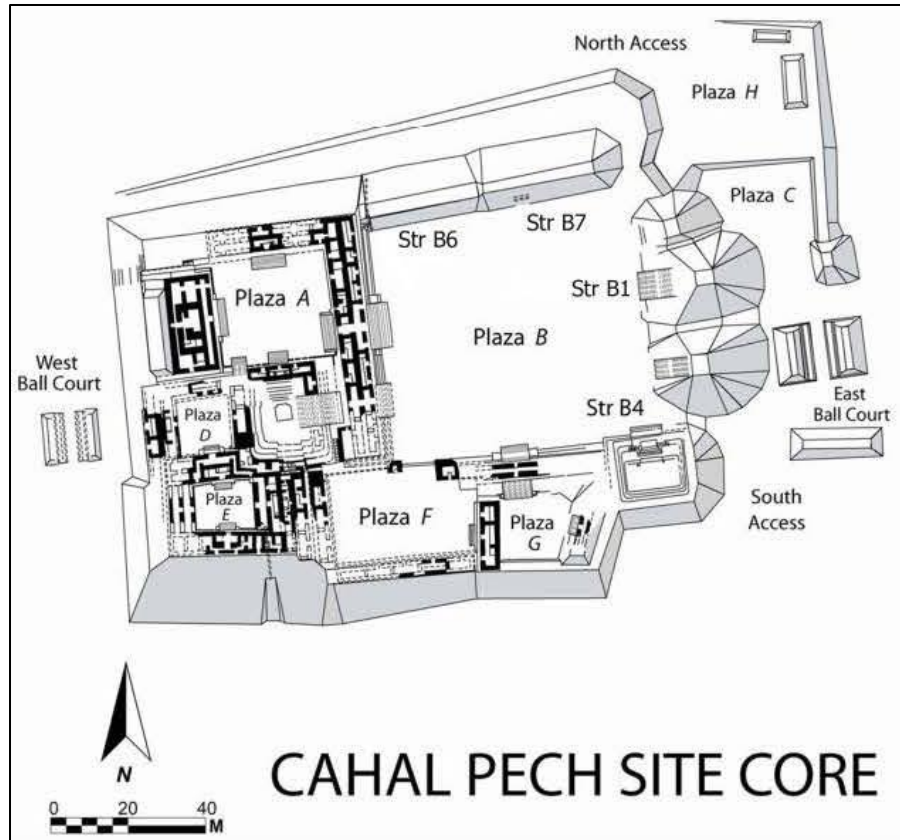 North Access
Plaza H
Plaza C
Str B6
Str B7
Plaza A
Str B1
Plaza B
West
Ball Court
Plaza
D
Str B4
East
Ball Court
Plaza
E
Plaza F
Plaza
G
South
Access
N
0 20 40
M
CAHAL PECH SITE CORE